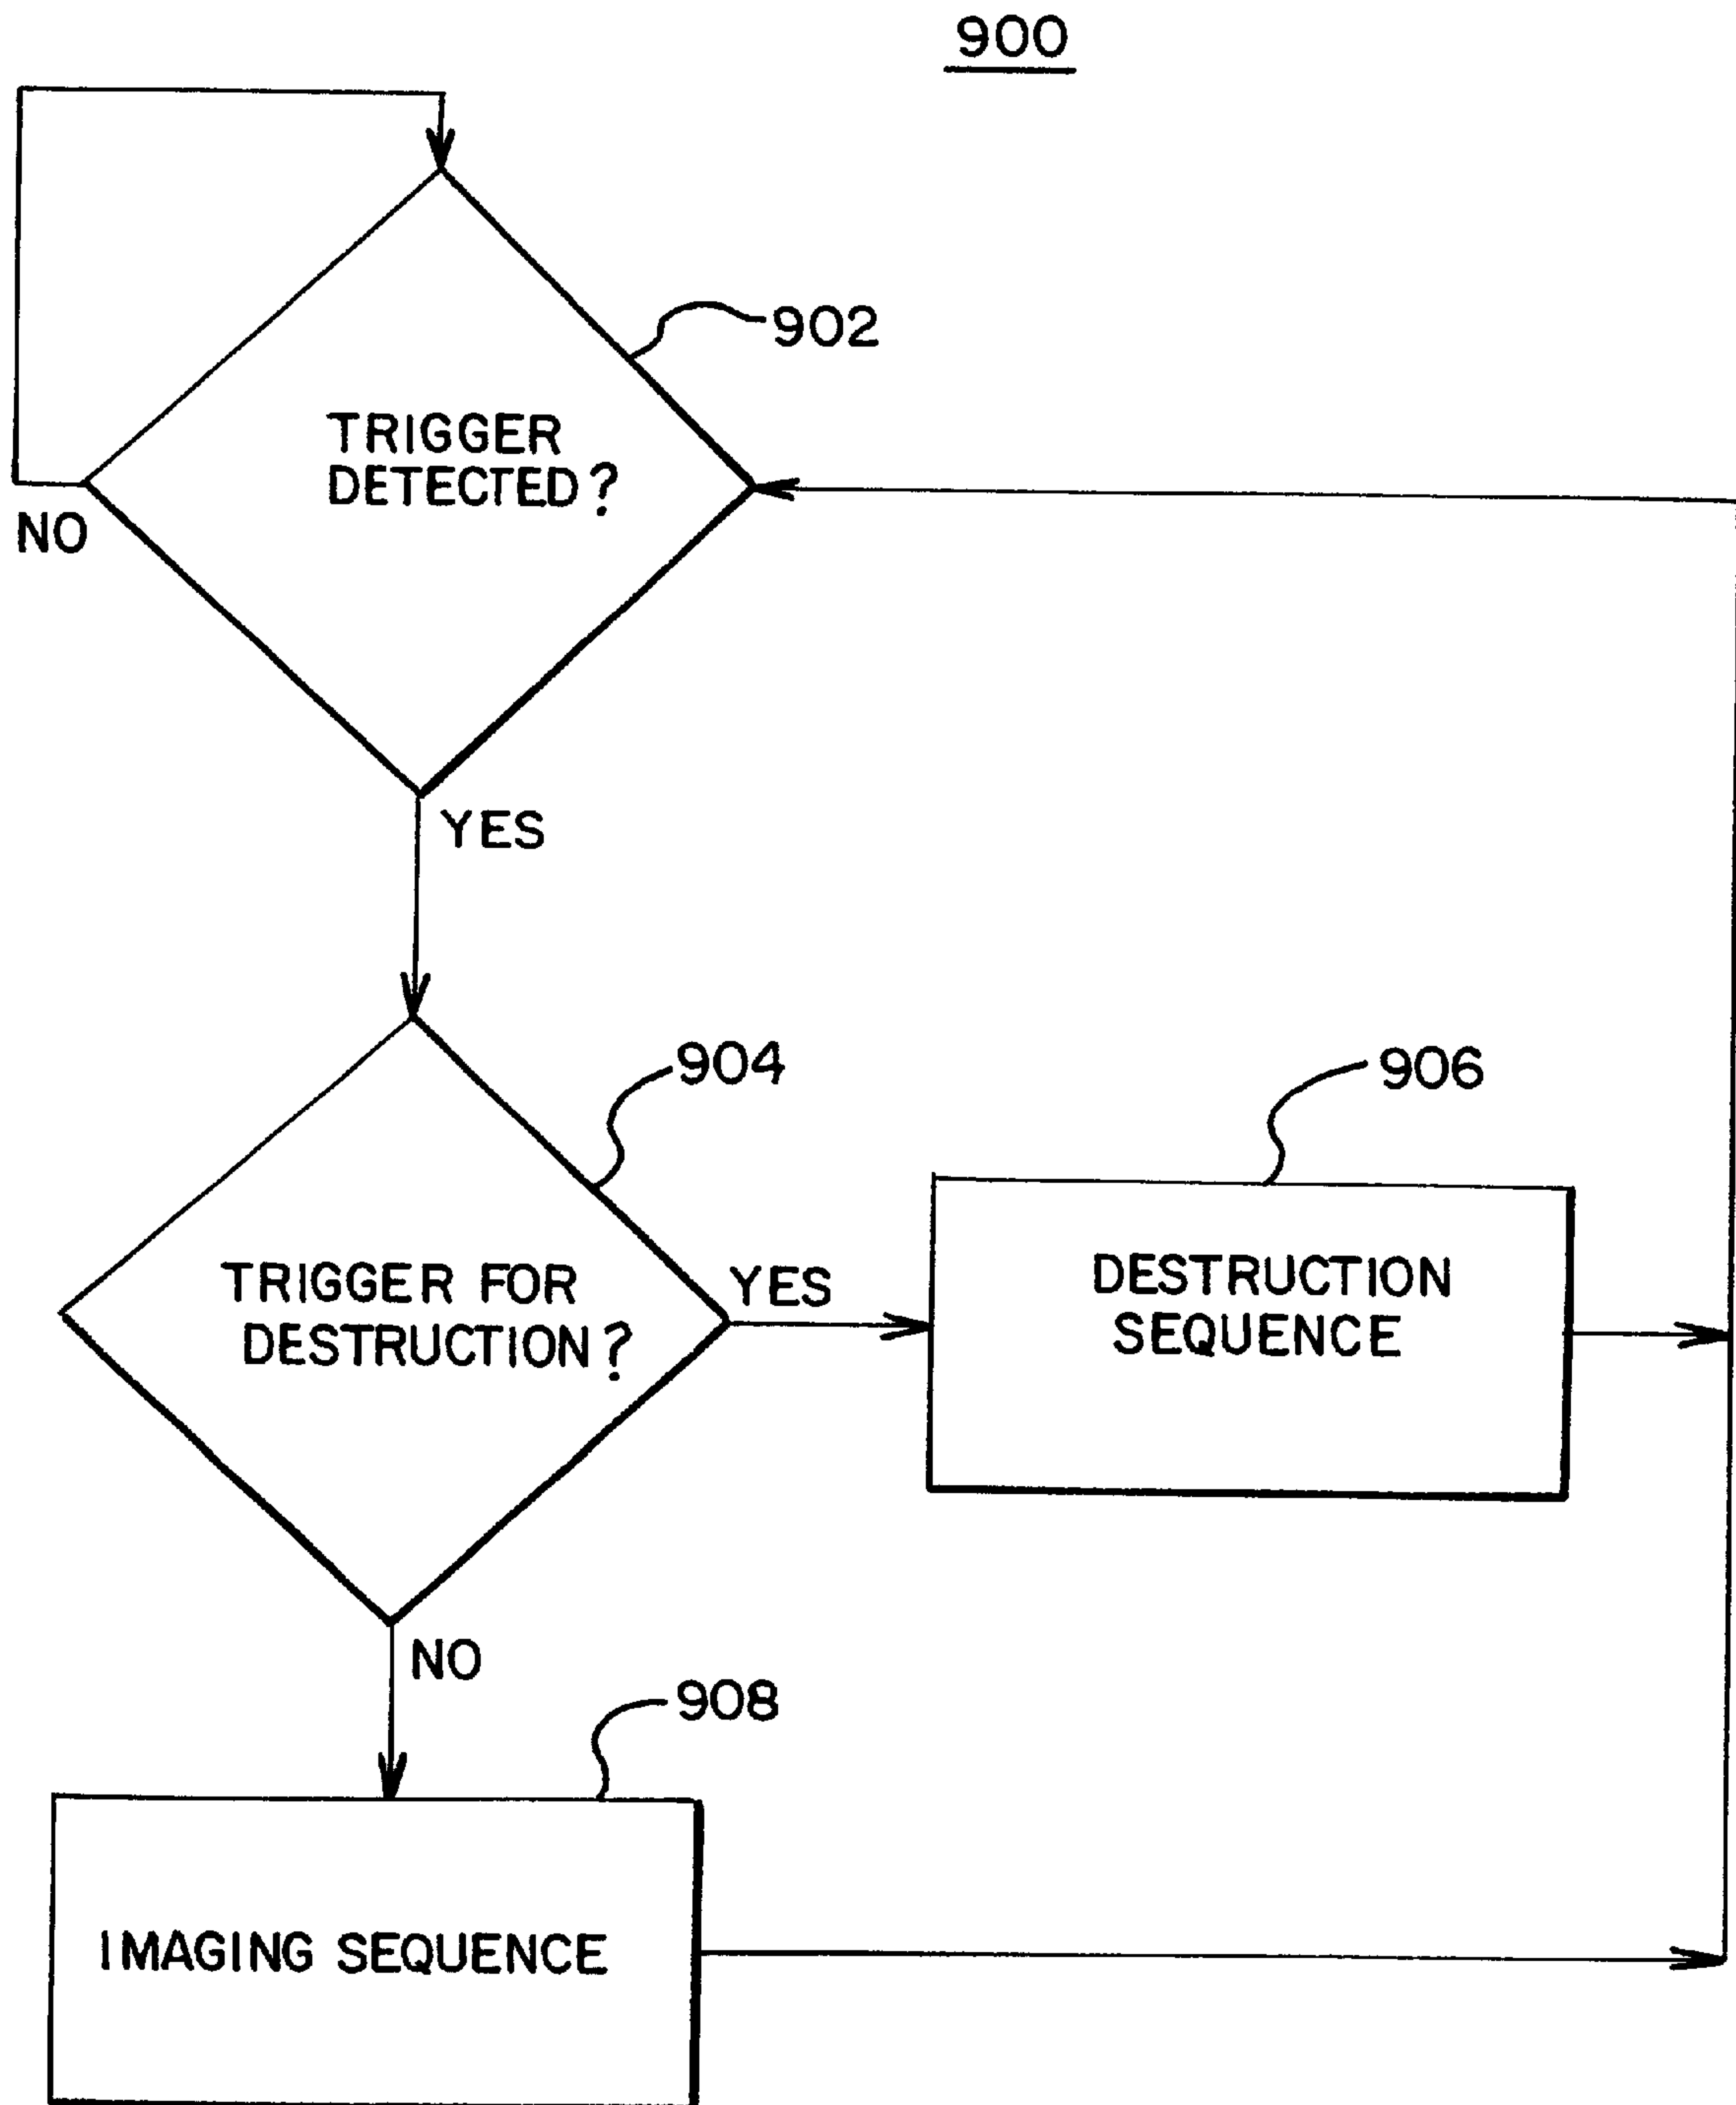 900
902
TRIGGER
DETECTED?
NO
YES
904
906
TRIGGER FOR
DESTRUCTION?
YES
DESTRUCTION
SEQUENCE
NO
908
IMAGING SEQUENCE